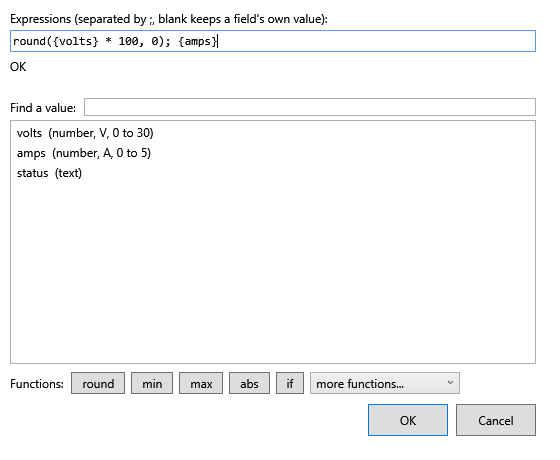 Expressions (separated by ;, blank keeps a field's own value):
round({volts} * 100, 0); {amps}
OK
Find a value:
volts (number, V, 0 to 30)
amps (number, A, 0 to 5)
status (text)
Functions: round min max abs if more functions...
OK Cancel